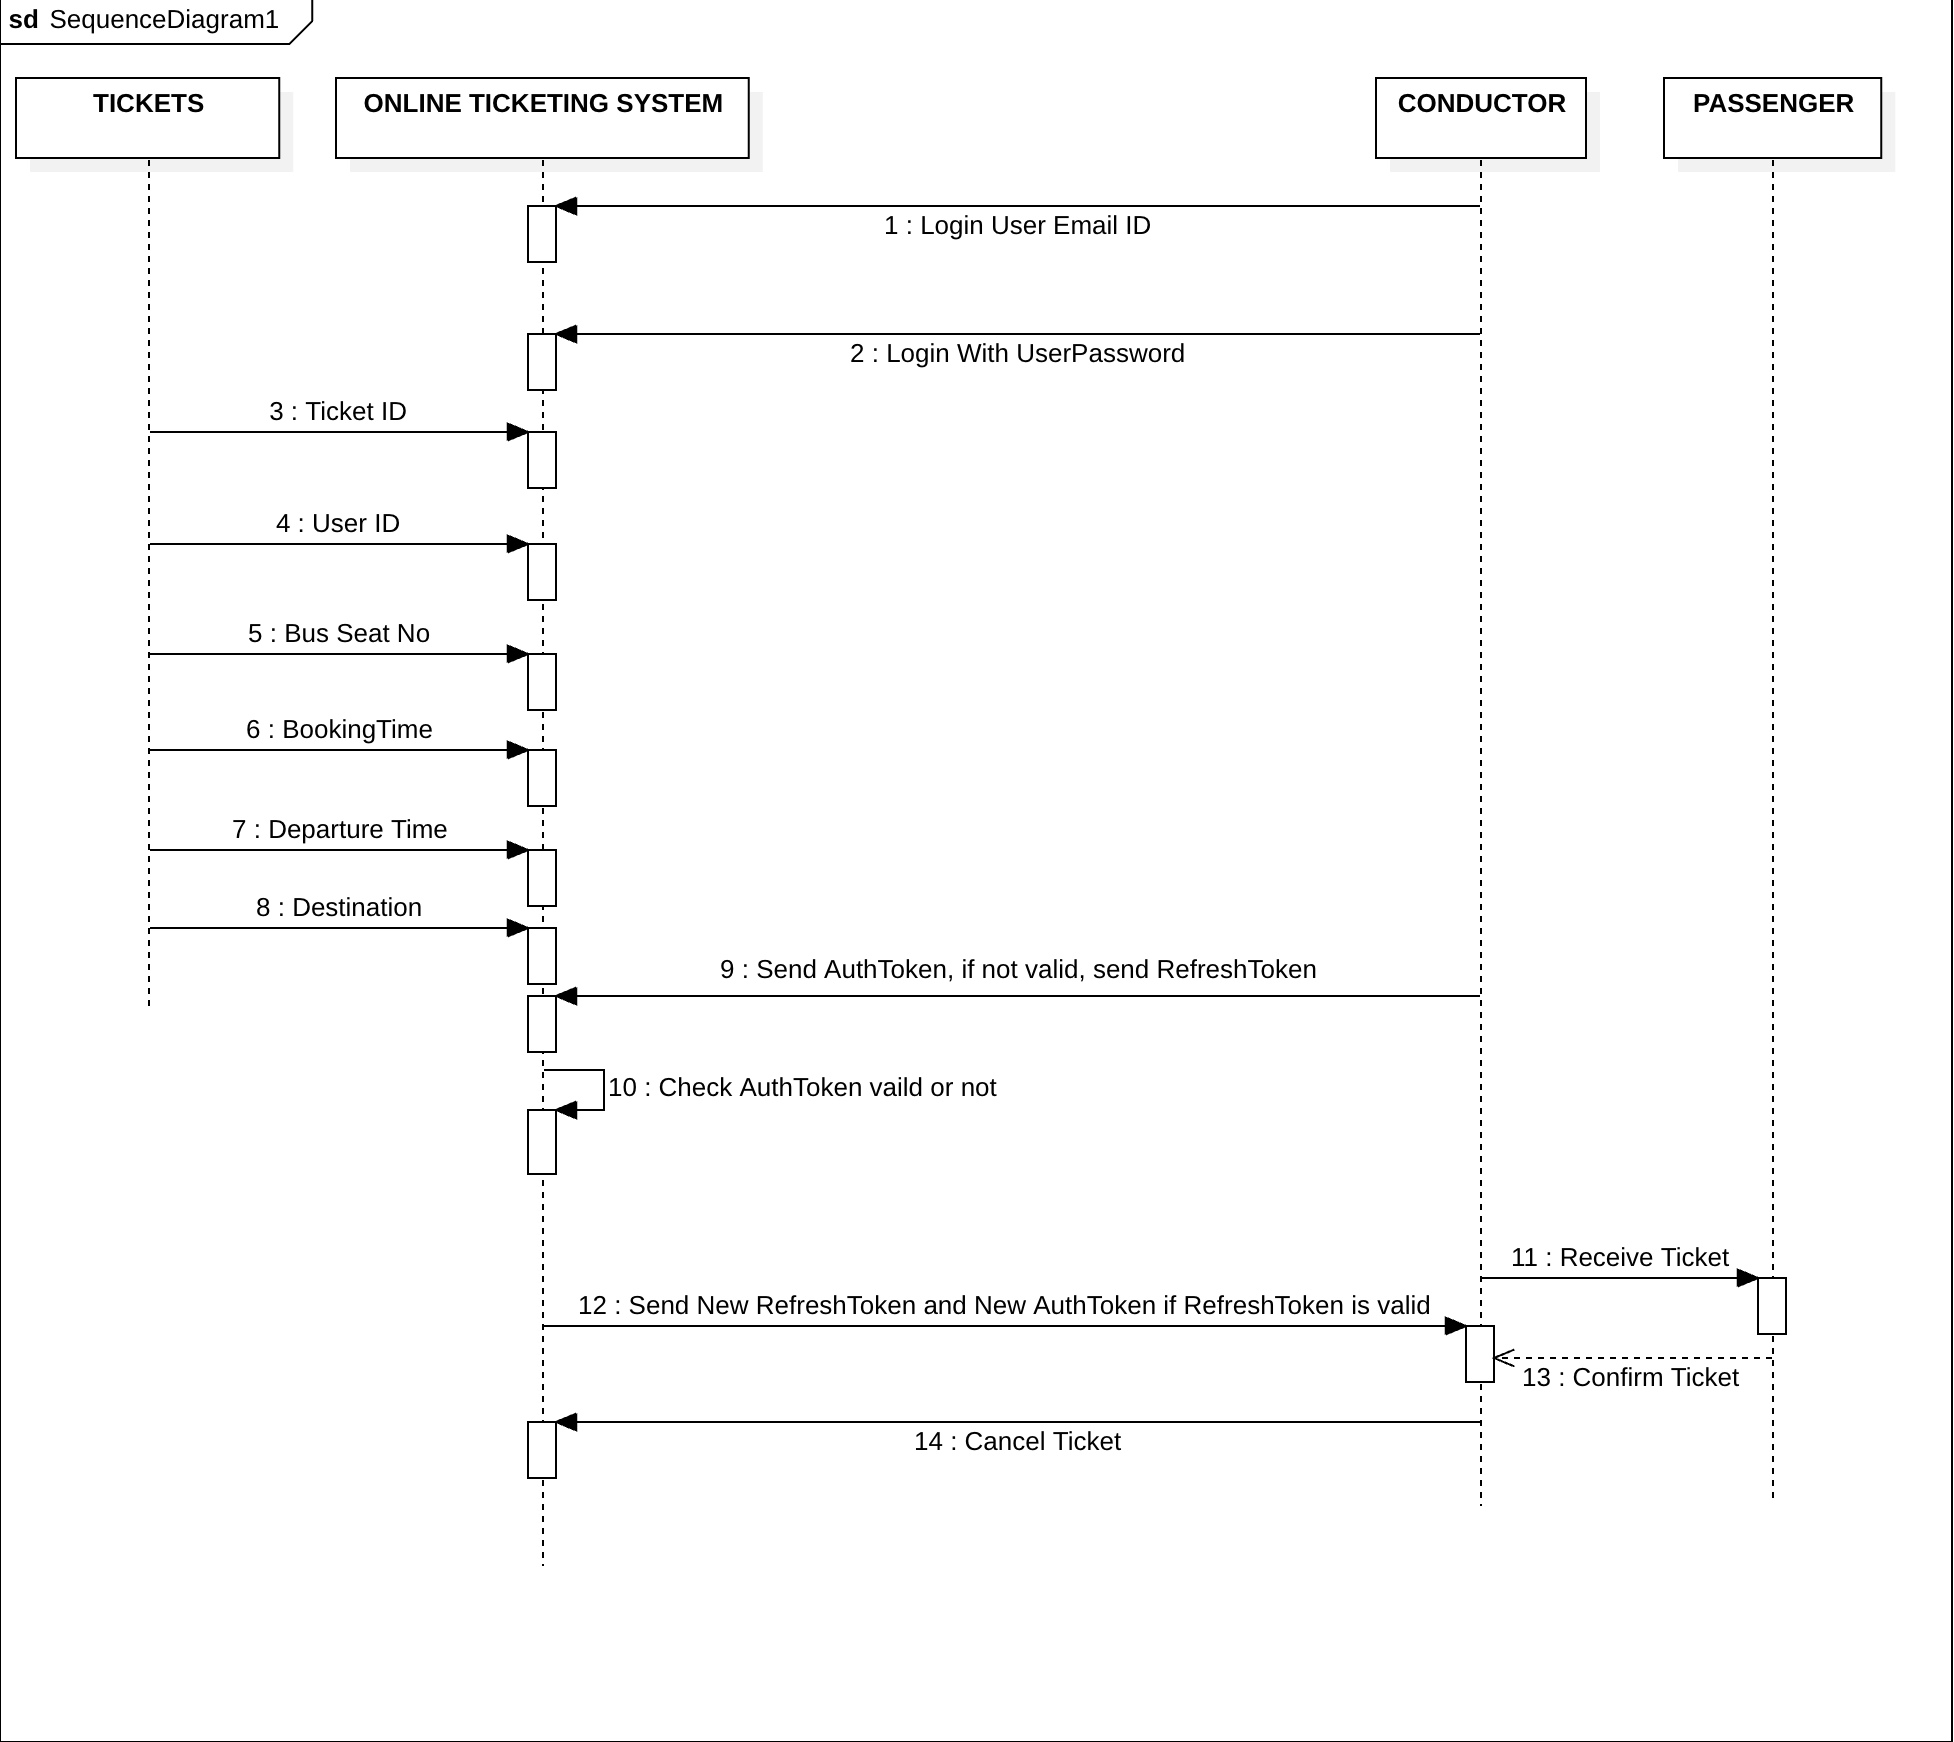 sd SequenceDiagram1
TICKETS
ONLINE TICKETING SYSTEM
CONDUCTOR
PASSENGER
1 : Login User Email ID
2 : Login With UserPassword
3 : Ticket ID
4 : User ID
5 : Bus Seat No
6 : BookingTime
7 : Departure Time
8 : Destination
9 : Send AuthToken, if not valid, send RefreshToken
10 : Check AuthToken vaild or not
11 : Receive Ticket
12 : Send New RefreshToken and New AuthToken if RefreshToken is valid
13 : Confirm Ticket
14 : Cancel Ticket